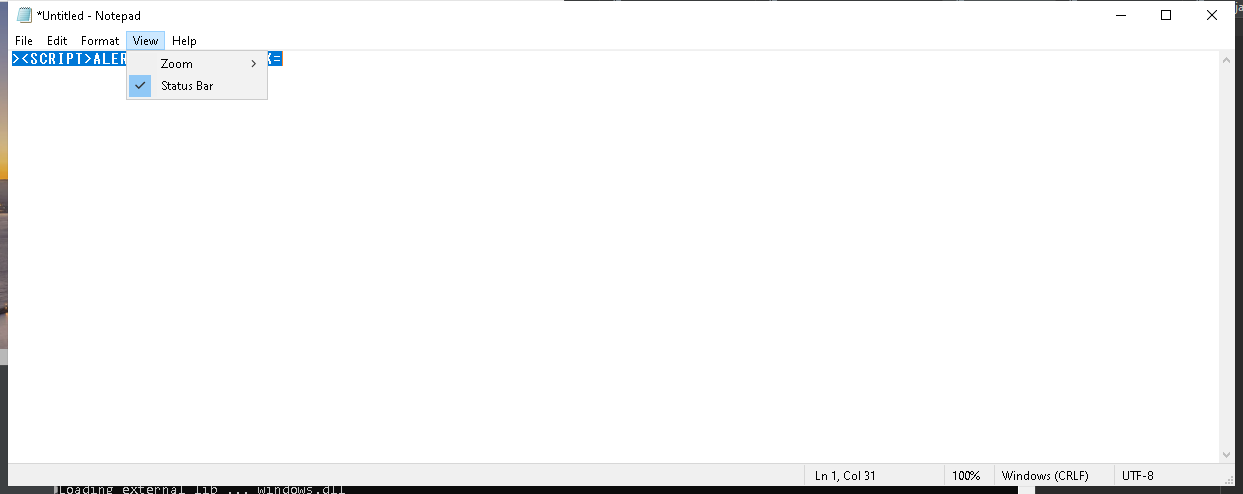 *Untitled - Notepad
File Edit Format View Help
><SCRIPT>ALER
Zoom
Status Bar
Ln 1, Col 31 100% Windows (CRLF) UTF-8
Loading external lib ... windows.dll